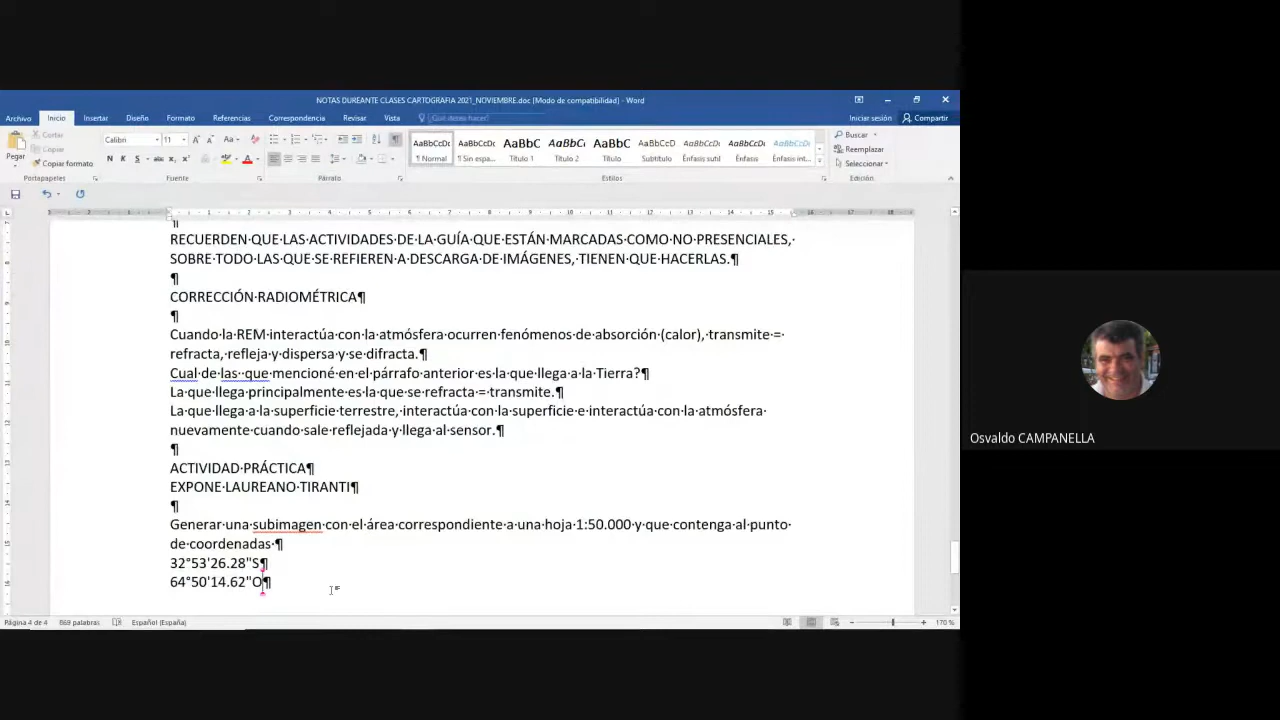 NOTAS DUREANTE CLASES CARTOGRAFIA 2021_NOVIEMBRE.doc [Modo de compatibilidad] - Word
Archivo Inicio Insertar Diseño Formato Referencias Correspondencia Revisar Vista ¿Qué desea hacer? Iniciar sesión Compartir
Pegar
Cortar
Copiar
Copiar formato
Calibri 11
N K S abc x₂ x²
AaBbCcDc AaBbCcDc AaBbC AaBbCc AaBbC AaBbCcD AaBbCcDc AaBbCcDc AaBbCcDc
¶ Normal ¶ Sin espa... Título 1 Título 2 Título Subtítulo Énfasis sutil Énfasis Énfasis int...
Buscar
Reemplazar
Seleccionar
Portapapeles Fuente Párrafo Estilos Edición
¶
RECUERDEN·QUE·LAS·ACTIVIDADES·DE·LA·GUÍA·QUE·ESTÁN·MARCADAS·COMO·NO·PRESENCIALES,·
SOBRE·TODO·LAS·QUE·SE·REFIEREN·A·DESCARGA·DE·IMÁGENES,·TIENEN·QUE·HACERLAS.¶
¶
CORRECCIÓN·RADIOMÉTRICA¶
¶
Cuando·la·REM·interactúa·con·la·atmósfera·ocurren·fenómenos·de·absorción·(calor),·transmite·=·
refracta,·refleja·y·dispersa·y·se·difracta.¶
Cual·de·las··que·mencioné·en·el·párrafo·anterior·es·la·que·llega·a·la·Tierra?¶
La·que·llega·principalmente·es·la·que·se·refracta·=·transmite.¶
La·que·llega·a·la·superficie·terrestre,·interactúa·con·la·superficie·e·interactúa·con·la·atmósfera·
nuevamente·cuando·sale·reflejada·y·llega·al·sensor.¶
¶
ACTIVIDAD·PRÁCTICA¶
EXPONE·LAUREANO·TIRANTI¶
¶
Generar·una·subimagen·con·el·área·correspondiente·a·una·hoja·1:50.000·y·que·contenga·al·punto·
de·coordenadas·¶
32°53'26.28"S¶
64°50'14.62"O¶
Página 4 de 4 869 palabras Español (España) 170 %
Osvaldo CAMPANELLA